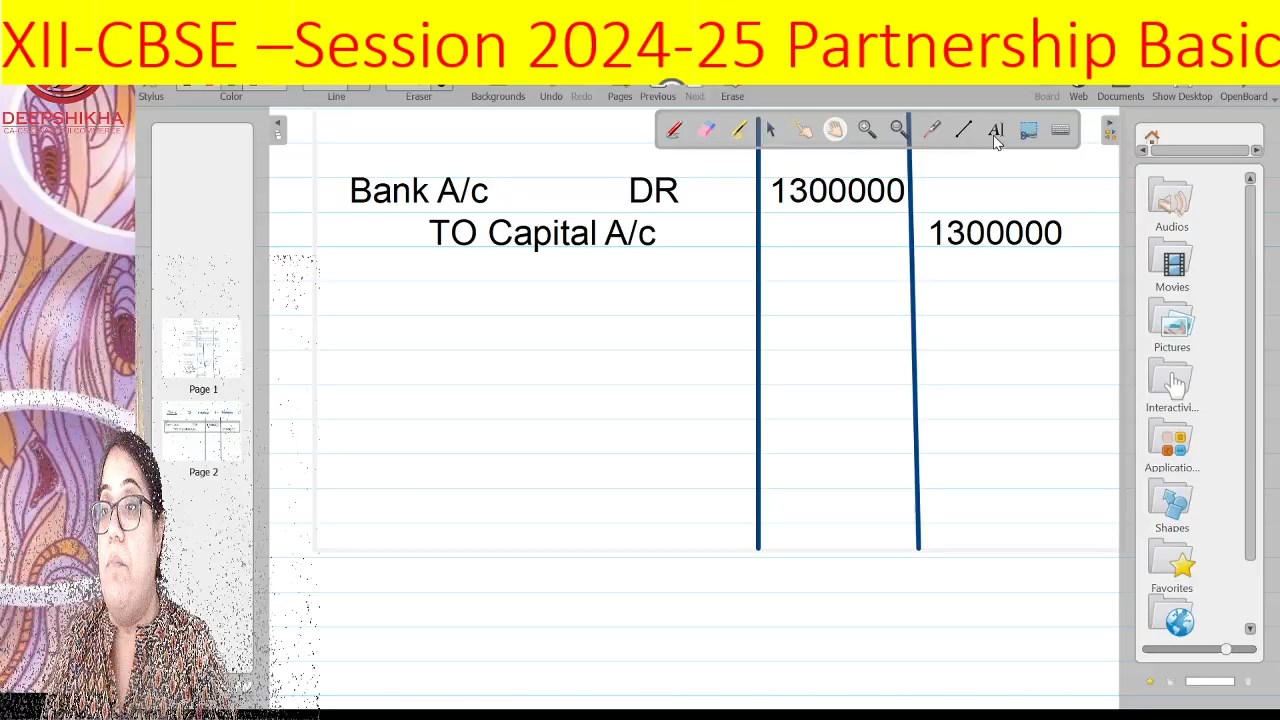 XII-CBSE –Session 2024-25 Partnership Basic
DEEPSHIKHA
Stylus Color Line Eraser Backgrounds Undo Redo Pages Previous Next Erase Board Web Documents Show Desktop OpenBoard
AI
Bank A/c DR 1300000
TO Capital A/c 1300000
Page 1
Page 2
Audios
Movies
Pictures
Interactivi...
Applicatio...
Shapes
Favorites